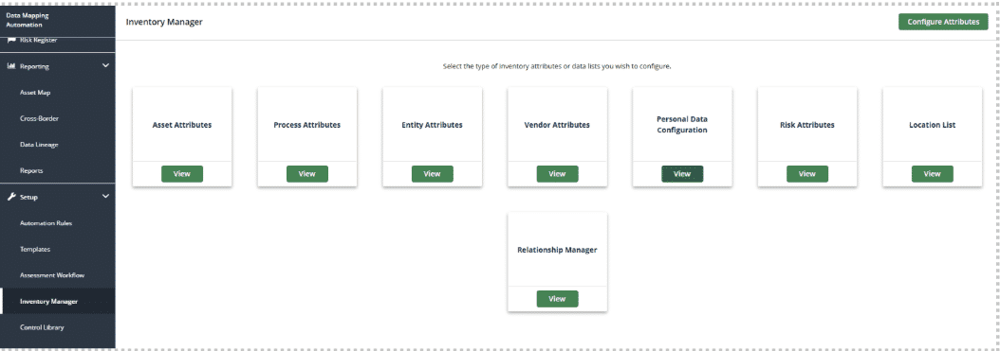 Data Mapping
Automation
Risk Register
Reporting
Asset Map
Cross-Border
Data Lineage
Reports
Setup
Automation Rules
Templates
Assessment Workflow
Inventory Manager
Control Library
Inventory Manager
Configure Attributes
Select the type of inventory attributes or data lists you wish to configure.
Asset Attributes
View
Process Attributes
View
Entity Attributes
View
Vendor Attributes
View
Personal Data
Configuration
View
Risk Attributes
View
Location List
View
Relationship Manager
View